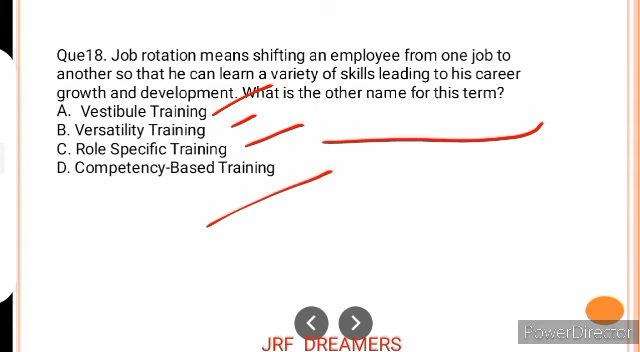 Que18. Job rotation means shifting an employee from one job to
another so that he can learn a variety of skills leading to his career
growth and development. What is the other name for this term?
A. Vestibule Training
B. Versatility Training
C. Role Specific Training
D. Competency-Based Training
JRF DREAMERS
PowerDirector